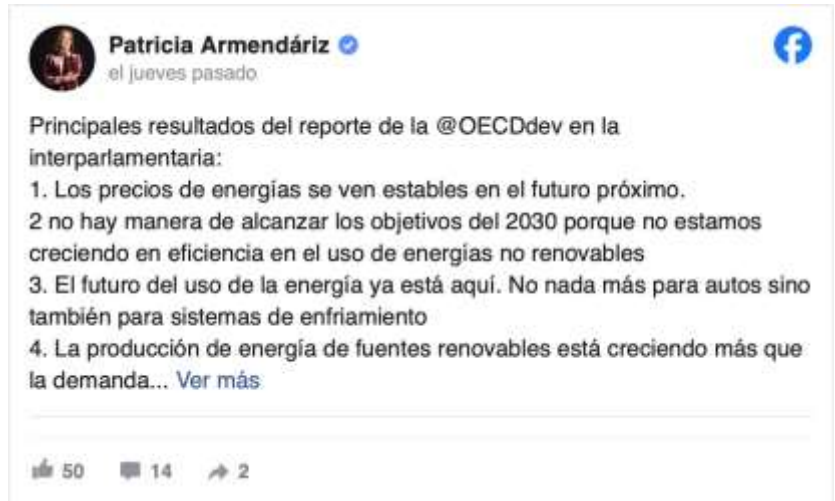 Patricia Armendáriz
el jueves pasado
Principales resultados del reporte de la @OECDdev en la
interparlamentaria:
1. Los precios de energías se ven estables en el futuro próximo.
2 no hay manera de alcanzar los objetivos del 2030 porque no estamos
creciendo en eficiencia en el uso de energías no renovables
3. El futuro del uso de la energía ya está aquí. No nada más para autos sino
también para sistemas de enfriamiento
4. La producción de energía de fuentes renovables está creciendo más que
la demanda... Ver más
50 14 2